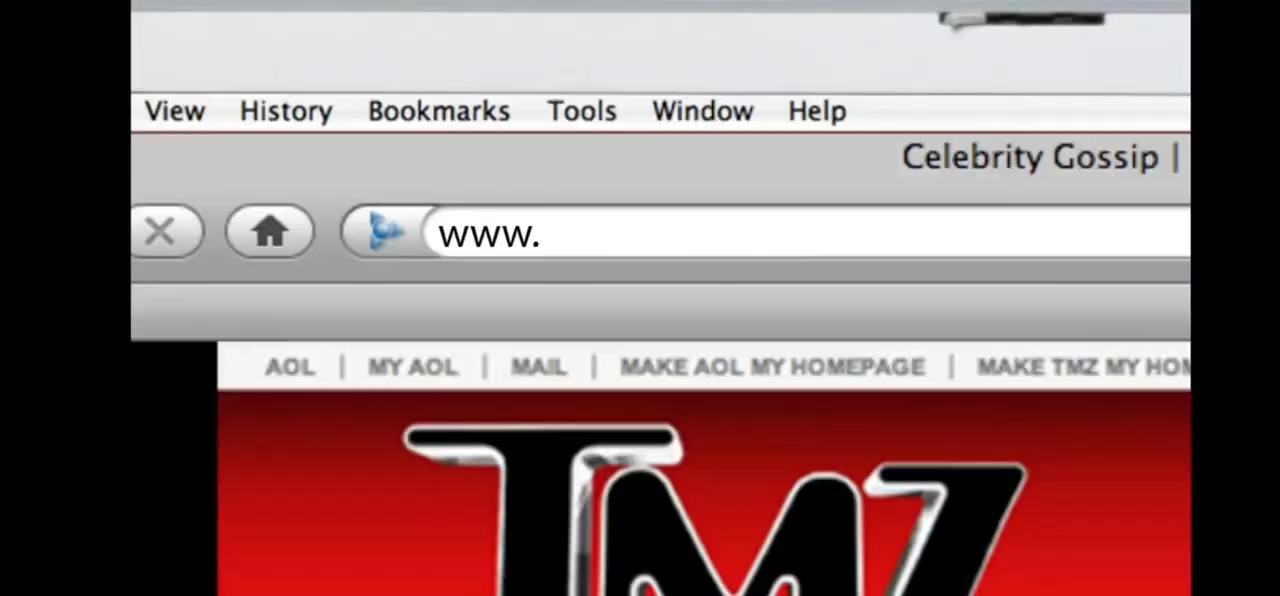 View History Bookmarks Tools Window Help
Celebrity Gossip |
www.
AOL | MY AOL | MAIL | MAKE AOL MY HOMEPAGE | MAKE TMZ MY HOM
TMZ